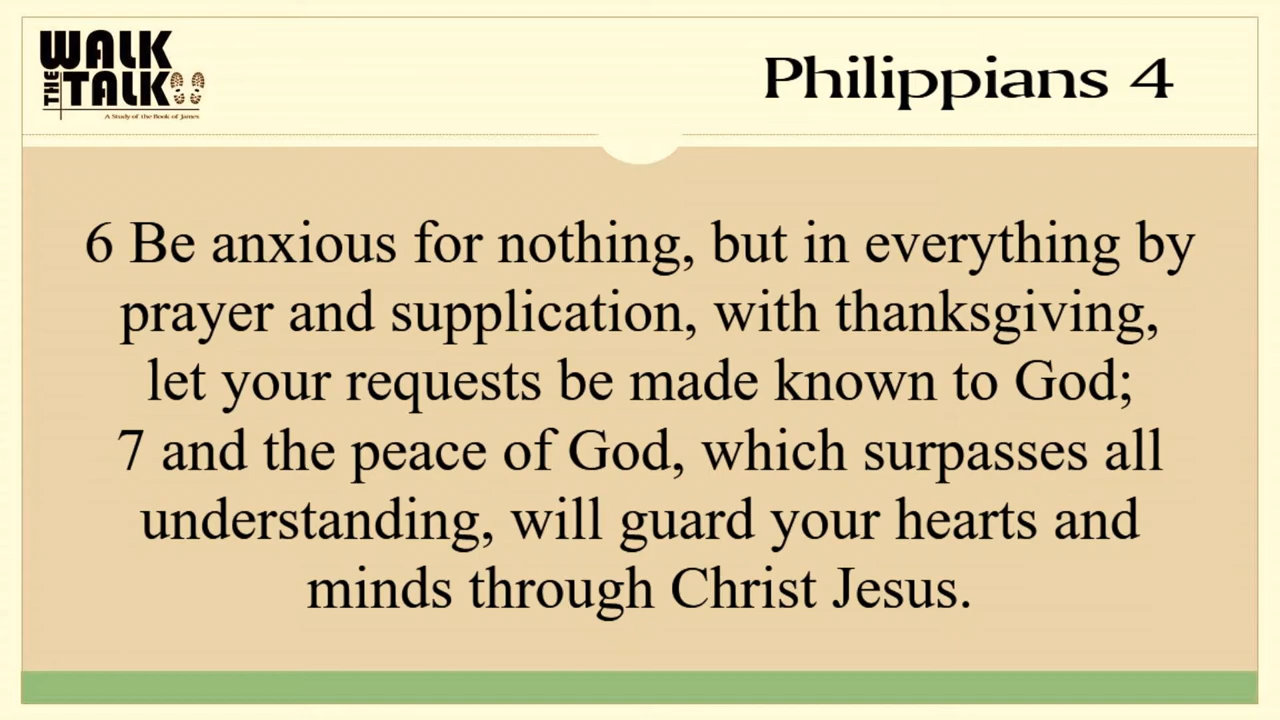 WALK
THE TALK
A Study of the Book of James
Philippians 4
6 Be anxious for nothing, but in everything by
prayer and supplication, with thanksgiving,
let your requests be made known to God;
7 and the peace of God, which surpasses all
understanding, will guard your hearts and
minds through Christ Jesus.